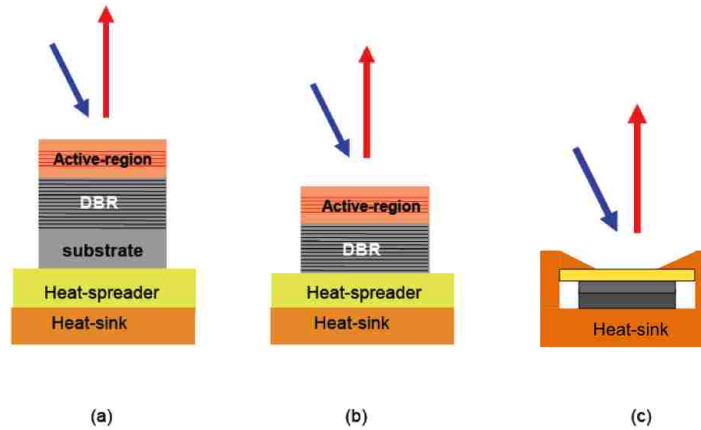 Active-region
DBR
substrate
Heat-spreader
Heat-sink
(a)
Active-region
DBR
Heat-spreader
Heat-sink
(b)
Heat-sink
(c)